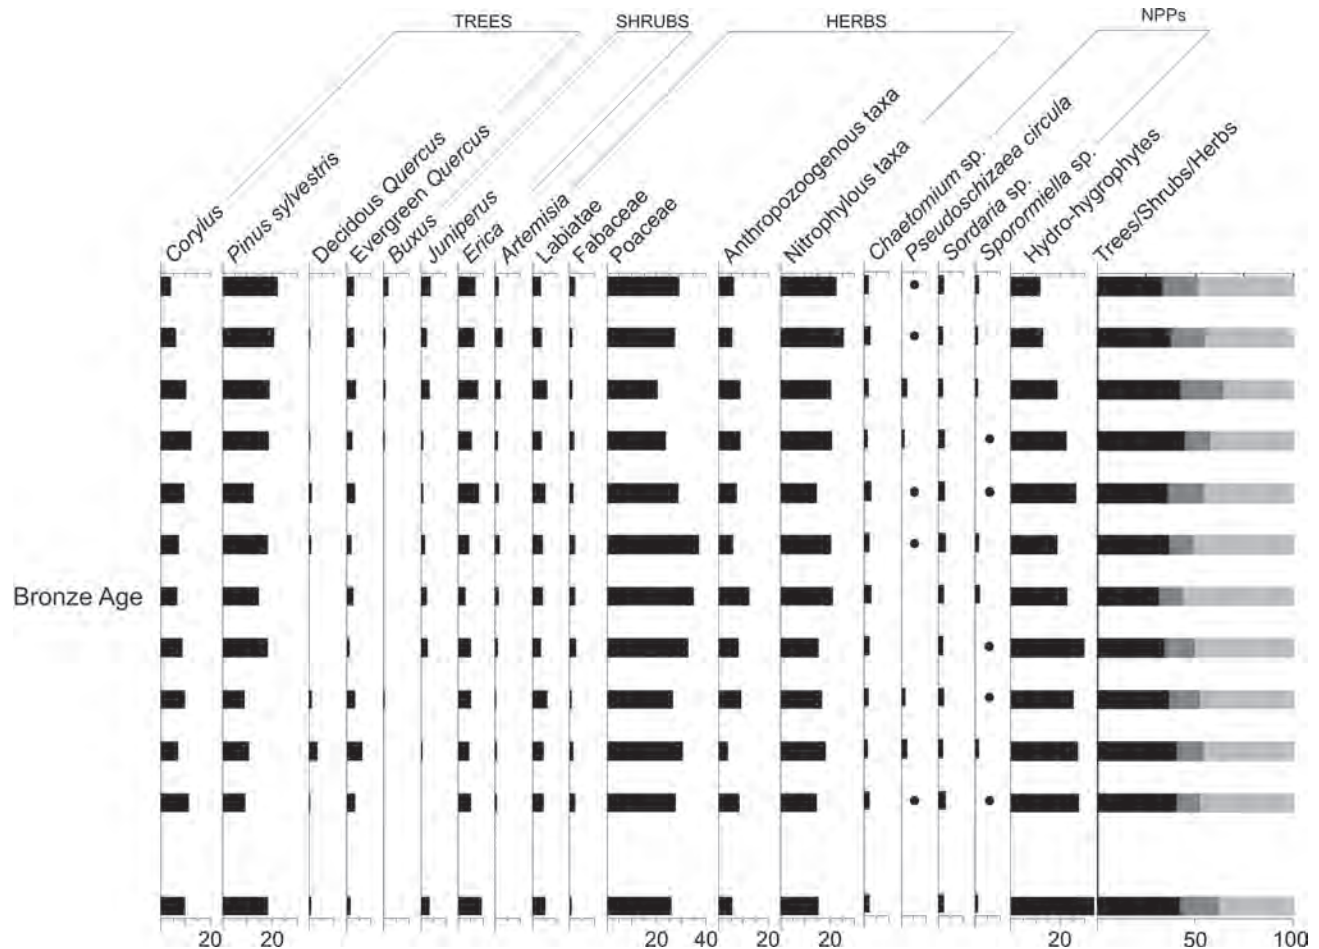 TREES SHRUBS HERBS NPPs
Corylus
Pinus sylvestris
Decidous Quercus
Evergreen Quercus
Buxus
Juniperus
Erica
Artemisia
Labiatae
Fabaceae
Poaceae
Anthropozoogenous taxa
Nitrophylous taxa
Chaetomium sp.
Pseudoschizaea circula
Sordaria sp.
Sporormiella sp.
Hydro-hygrophytes
Trees/Shrubs/Herbs
Bronze Age
20 20 20 40 20 20 20 50 100